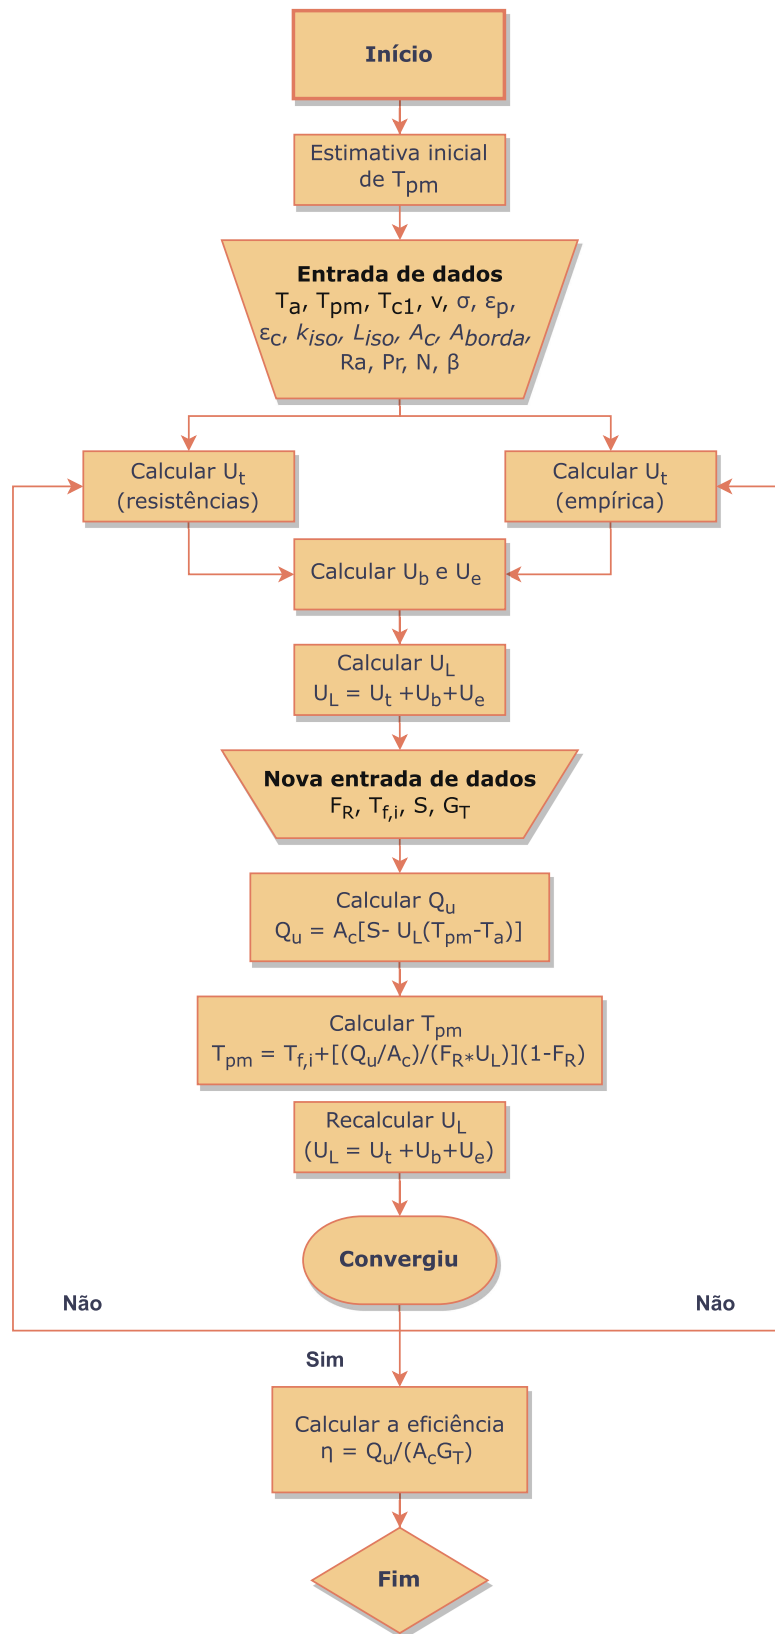 Início
Estimativa inicial
de Tpm
Entrada de dados
Ta, Tpm, Tc1, v, σ, εp,
εc, kiso, Liso, Ac, Aborda,
Ra, Pr, N, β
Calcular Ut
(resistências)
Calcular Ut
(empírica)
Calcular Ub e Ue
Calcular UL
UL = Ut +Ub+Ue
Nova entrada de dados
FR, Tf,i, S, GT
Calcular Qu
Qu = Ac[S- UL(Tpm-Ta)]
Calcular Tpm
Tpm = Tf,i+[(Qu/Ac)/(FR*UL)](1-FR)
Recalcular UL
(UL = Ut +Ub+Ue)
Convergiu
Não
Não
Sim
Calcular a eficiência
η = Qu/(AcGT)
Fim